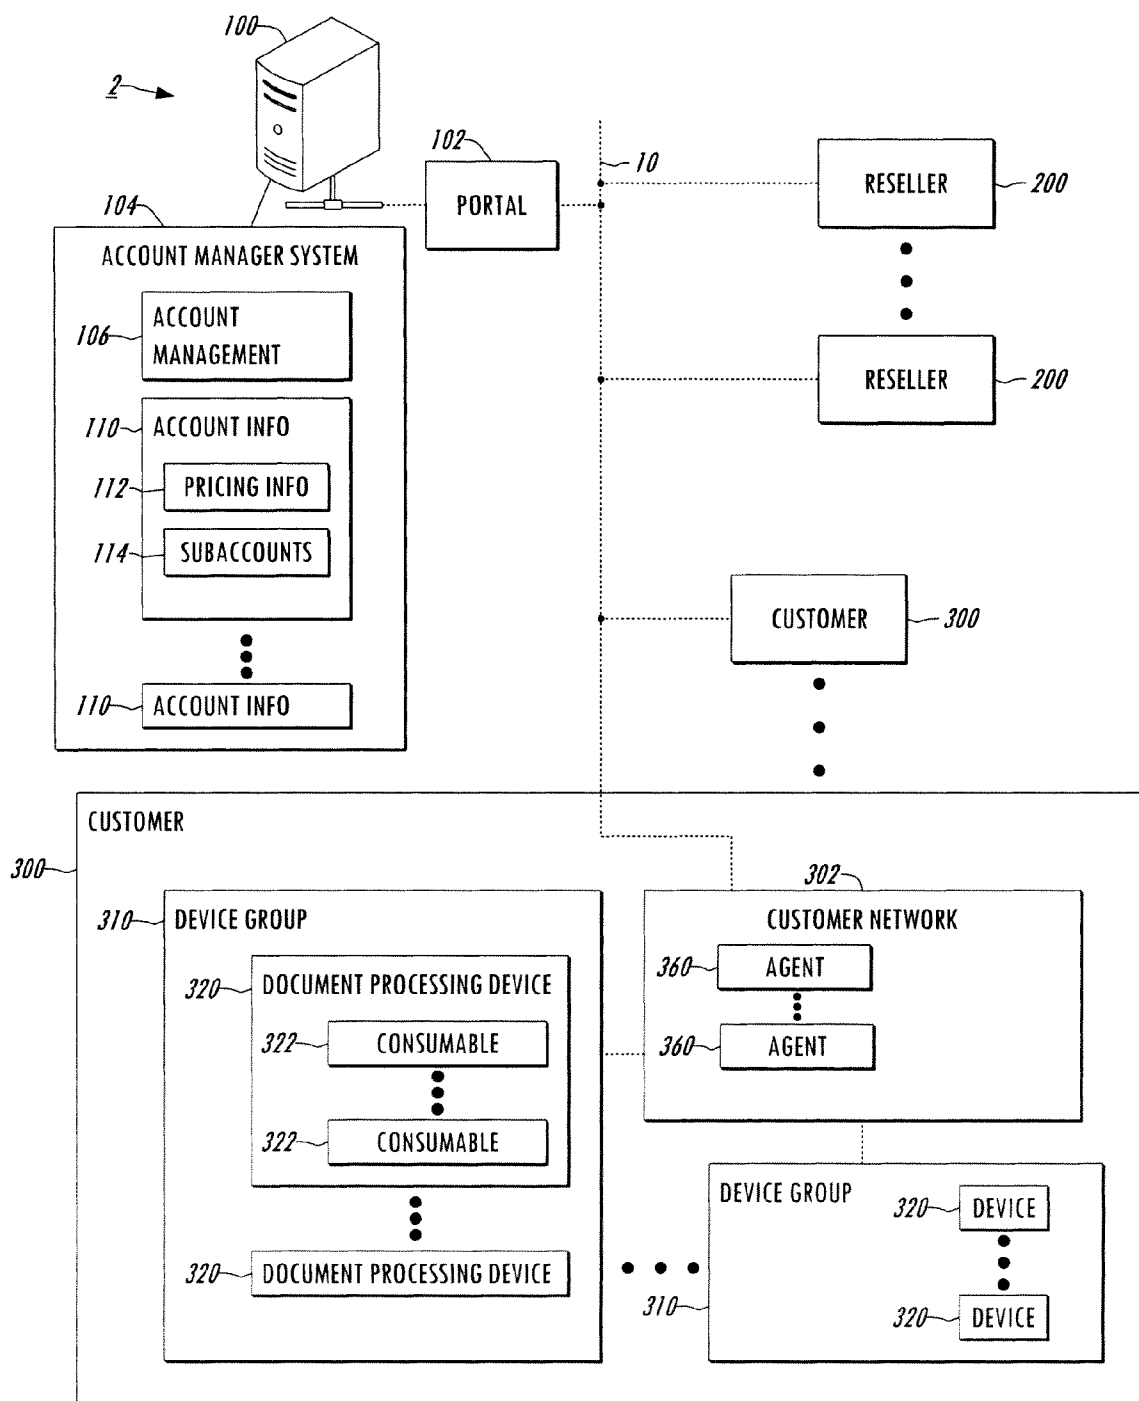 100
2
102
10
PORTAL
RESELLER
200
104
ACCOUNT MANAGER SYSTEM
106
ACCOUNT
MANAGEMENT
RESELLER
200
110
ACCOUNT INFO
112
PRICING INFO
114
SUBACCOUNTS
CUSTOMER
300
110
ACCOUNT INFO
CUSTOMER
300
310
DEVICE GROUP
302
CUSTOMER NETWORK
360
AGENT
320
DOCUMENT PROCESSING DEVICE
322
CONSUMABLE
360
AGENT
322
CONSUMABLE
320
DOCUMENT PROCESSING DEVICE
DEVICE GROUP
320
DEVICE
310
320
DEVICE